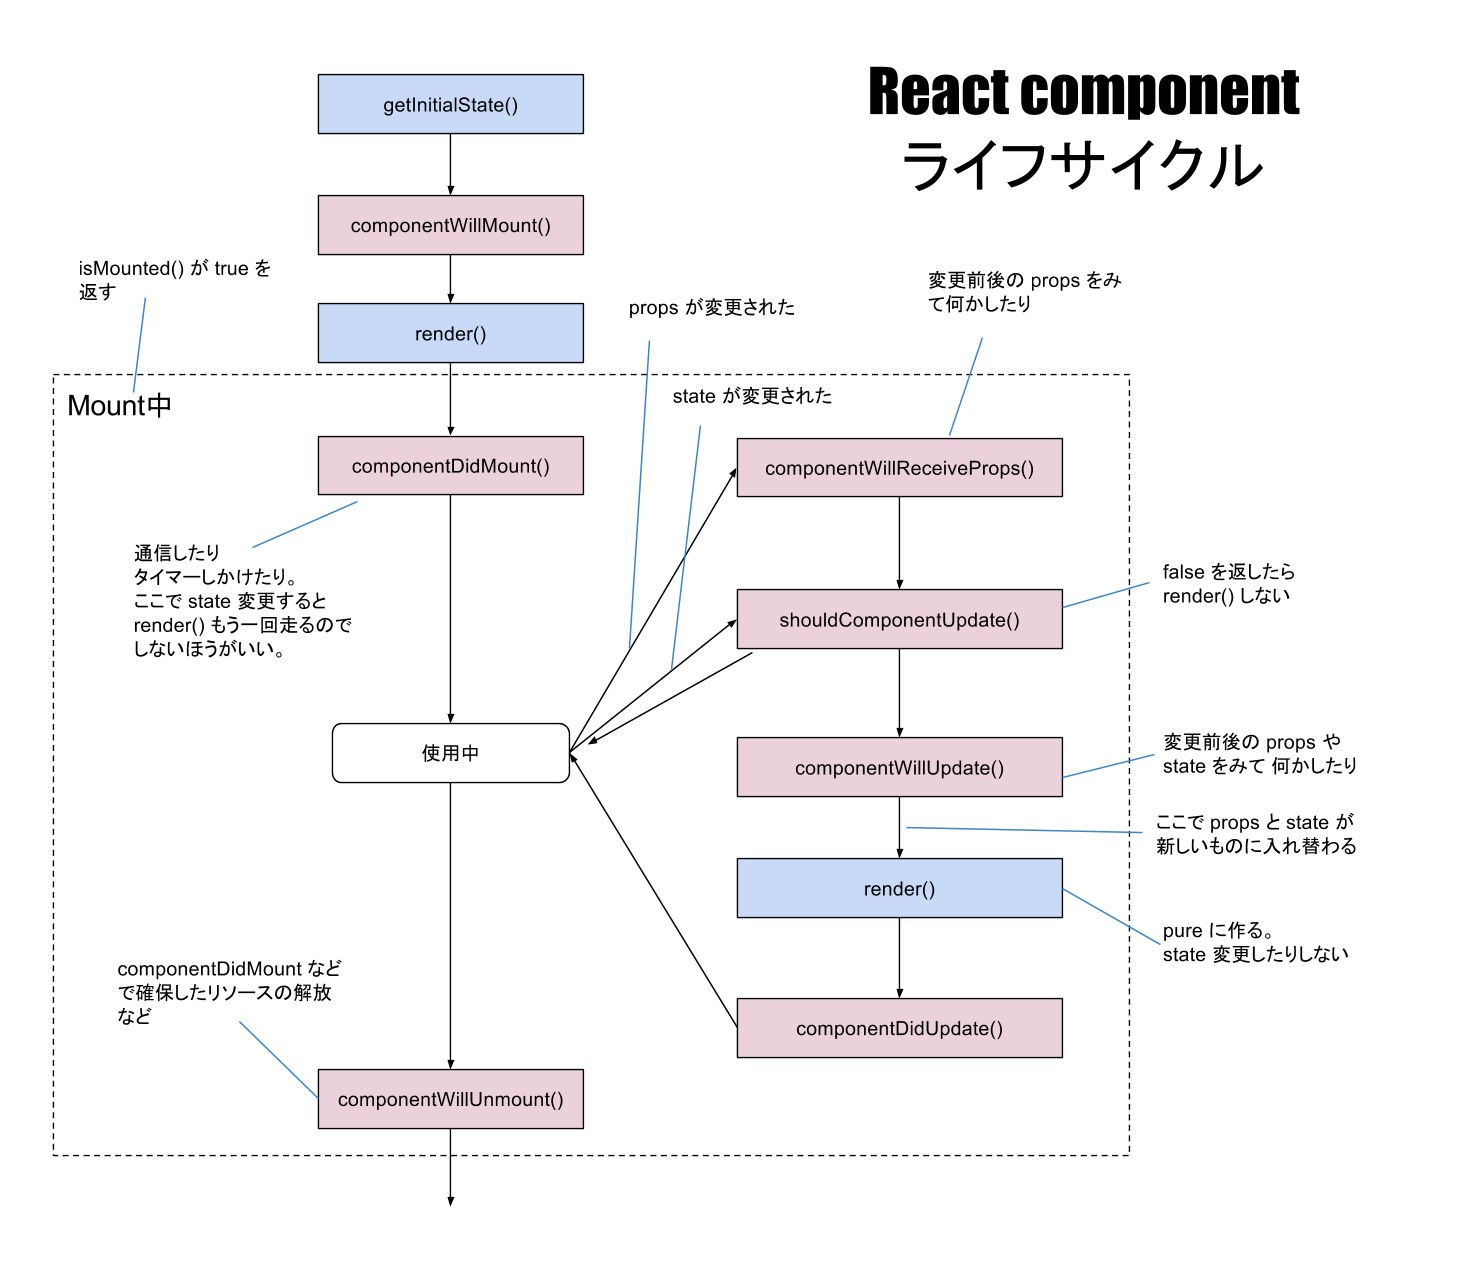 React component
ライフサイクル
getInitialState()
componentWillMount()
isMounted() が true を
返す
render()
props が変更された
変更前後の props をみ
て何かしたり
Mount中
state が変更された
componentDidMount()
componentWillReceiveProps()
通信したり
タイマーしかけたり。
ここで state 変更すると
render() もう一回走るので
しないほうがいい。
false を返したら
render() しない
shouldComponentUpdate()
使用中
componentWillUpdate()
変更前後の props や
state をみて 何かしたり
ここで props と state が
新しいものに入れ替わる
render()
pure に作る。
state 変更したりしない
componentDidMount など
で確保したリソースの解放
など
componentDidUpdate()
componentWillUnmount()